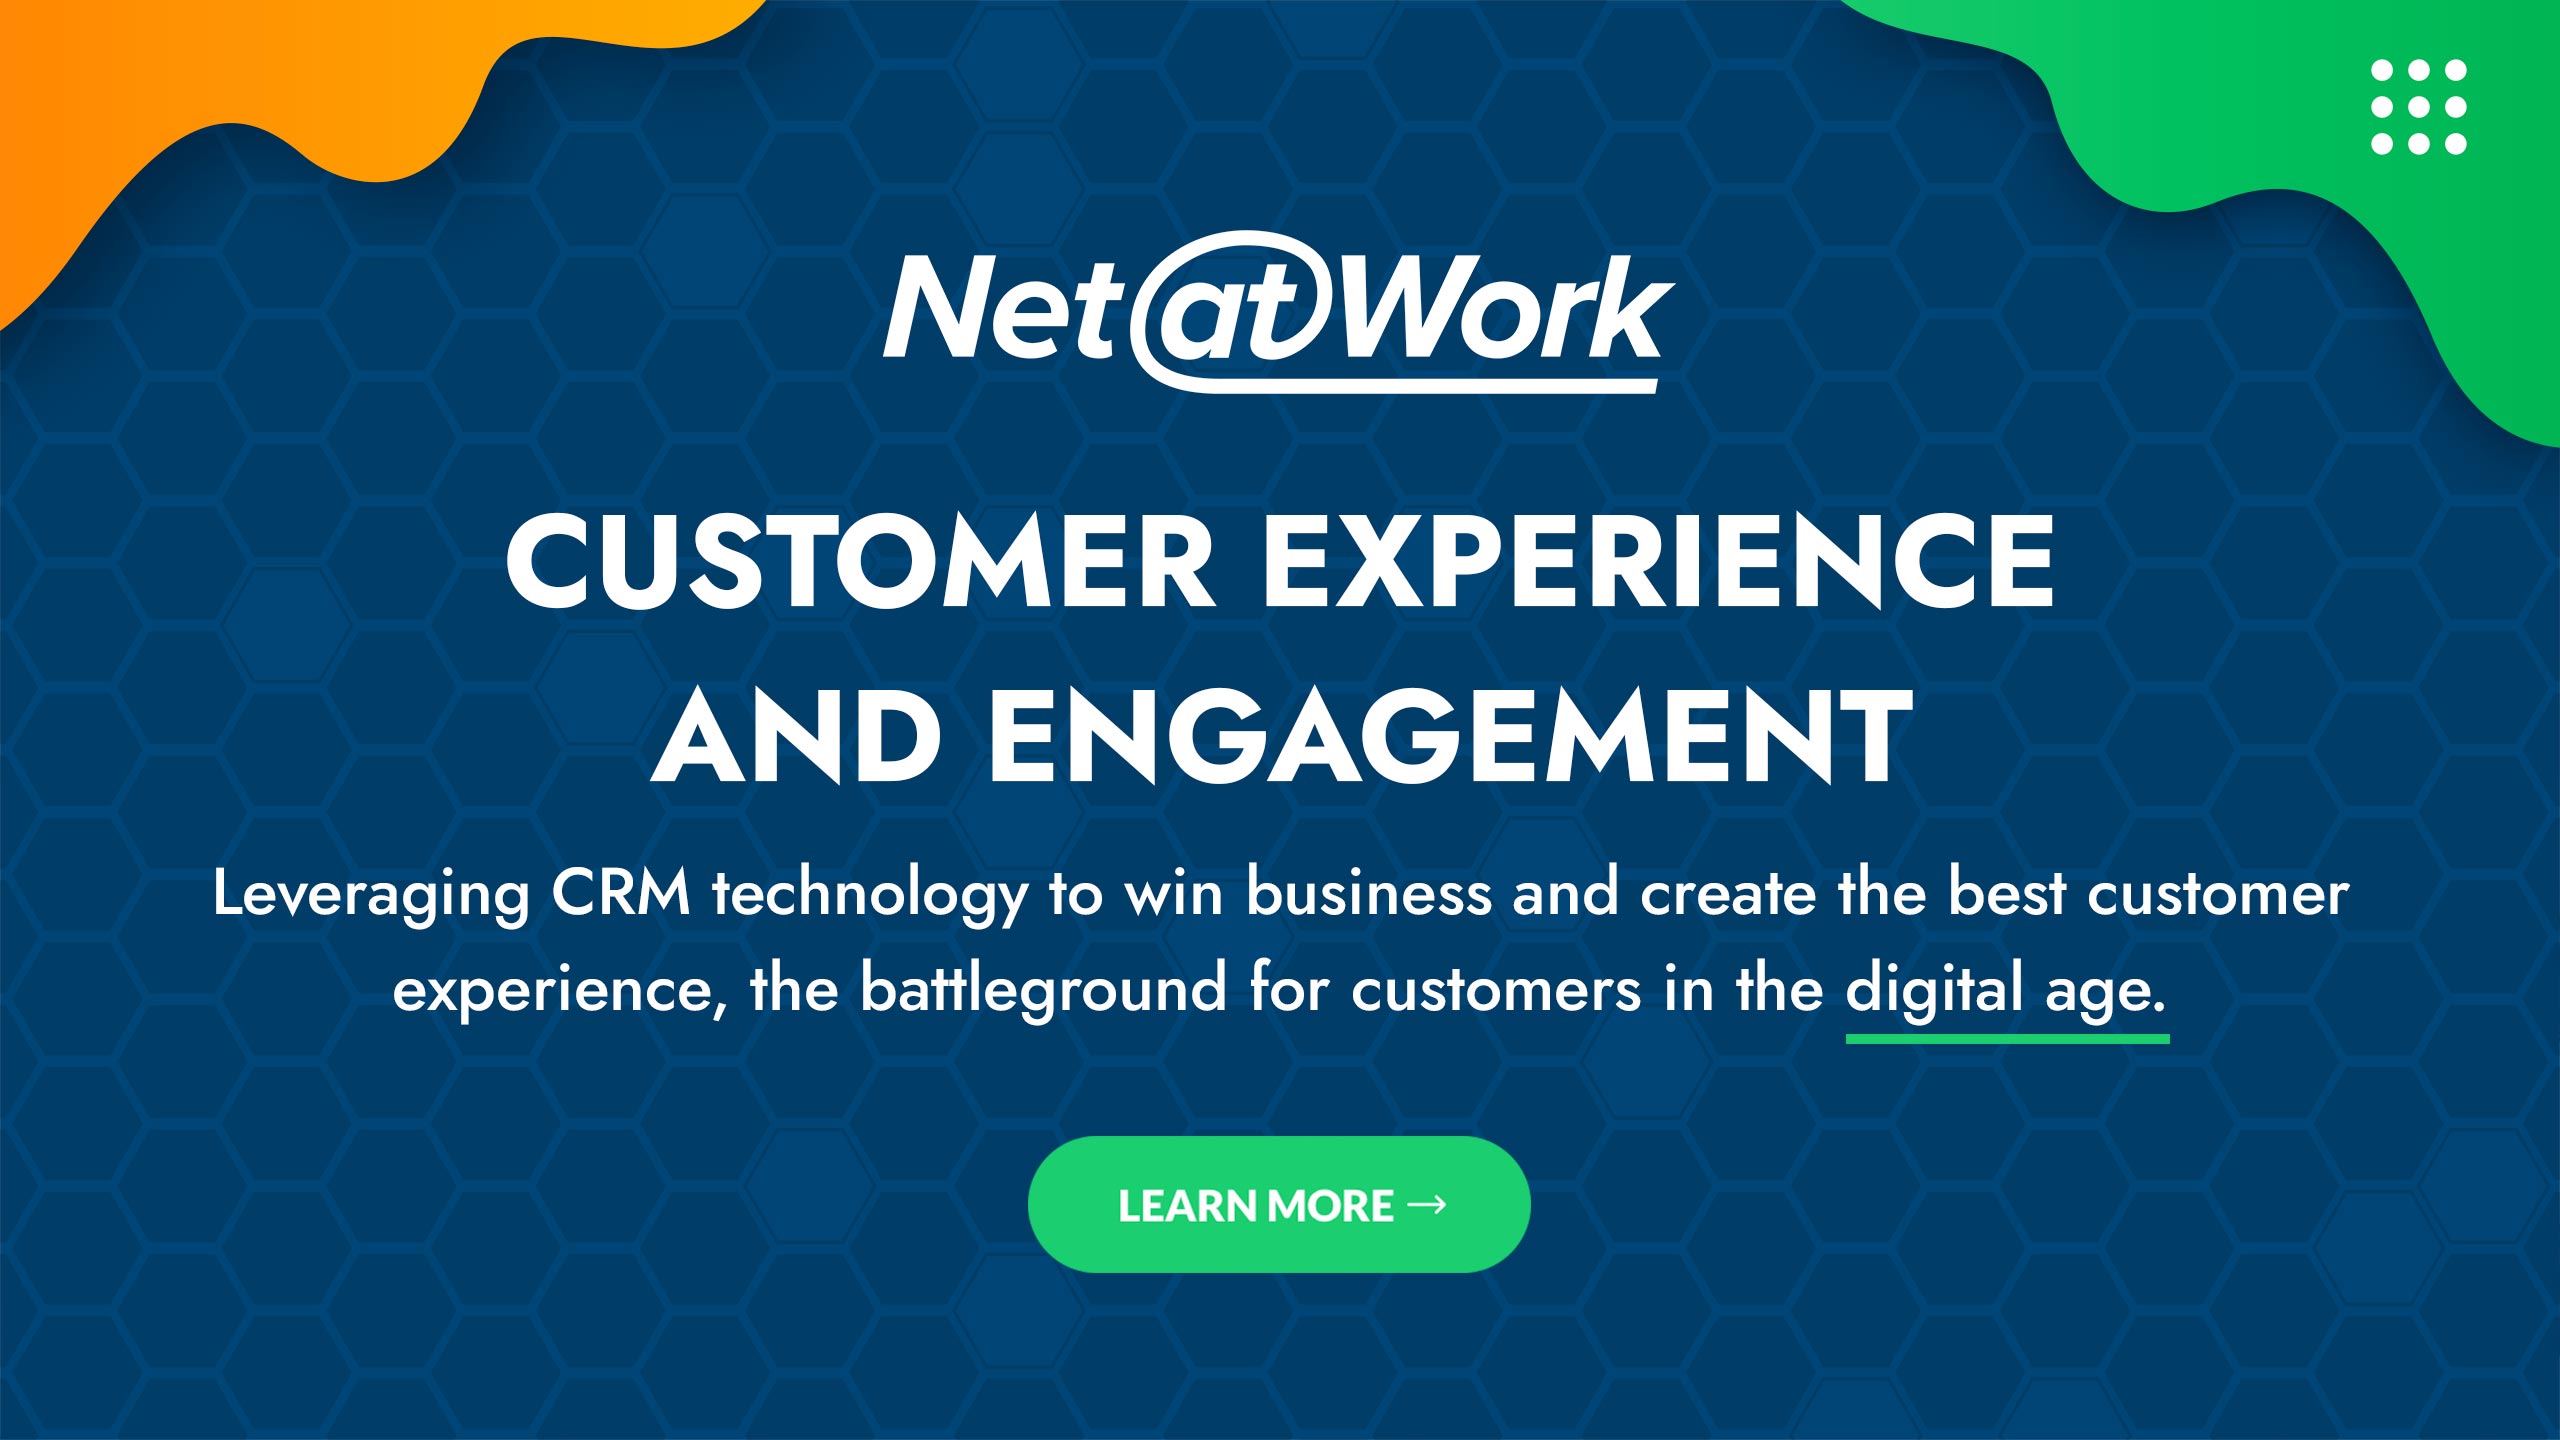 Net at Work
CUSTOMER EXPERIENCE
AND ENGAGEMENT
Leveraging CRM technology to win business and create the best customer
experience, the battleground for customers in the digital age.
LEARN MORE →